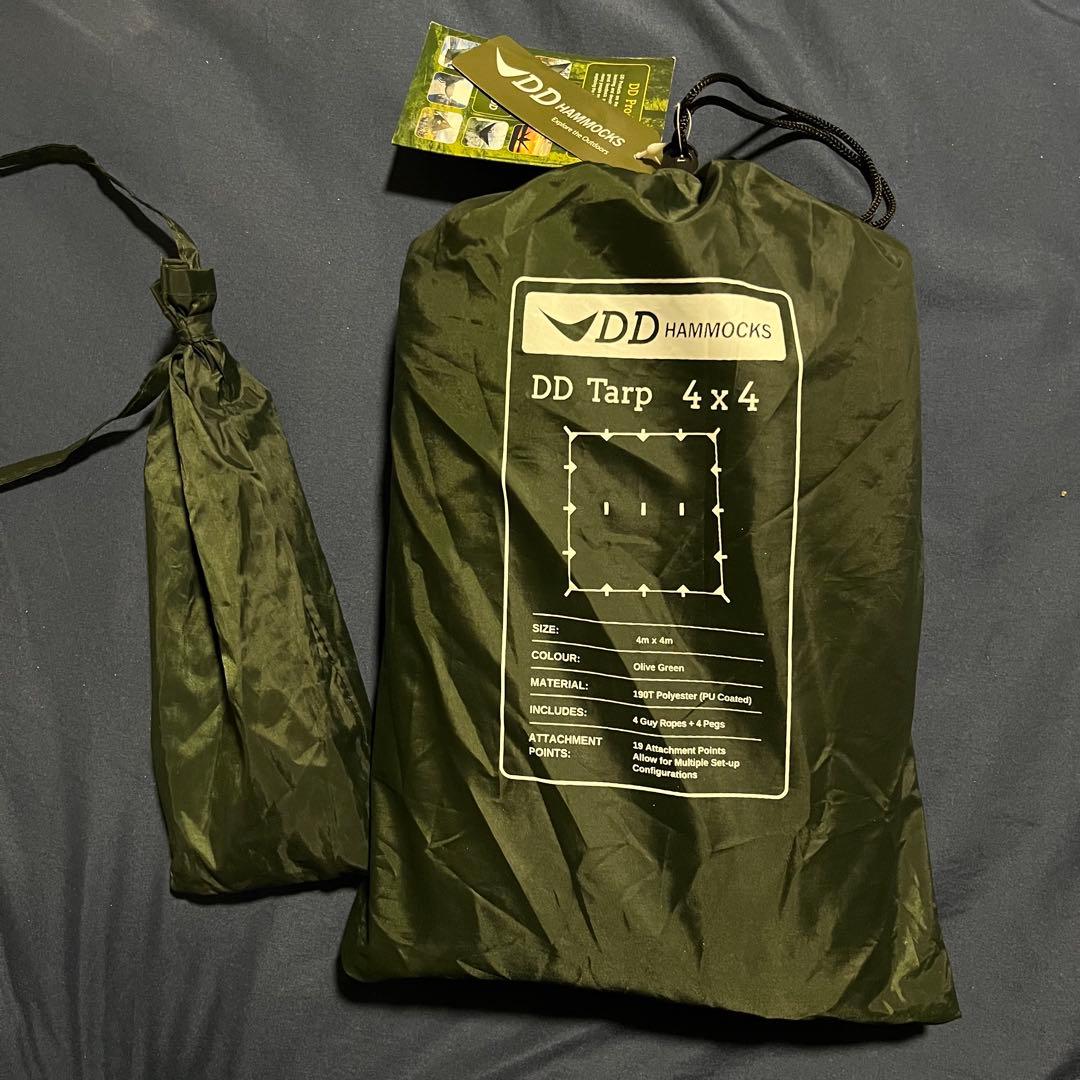 DD HAMMOCKS
Explore the Outdoors
DD Pro
DD HAMMOCKS
DD Tarp 4 x 4
SIZE: 4m x 4m
COLOUR: Olive Green
MATERIAL: 190T Polyester (PU Coated)
INCLUDES: 4 Guy Ropes + 4 Pegs
ATTACHMENT
POINTS:
19 Attachment Points
Allow for Multiple Set-up
Configurations